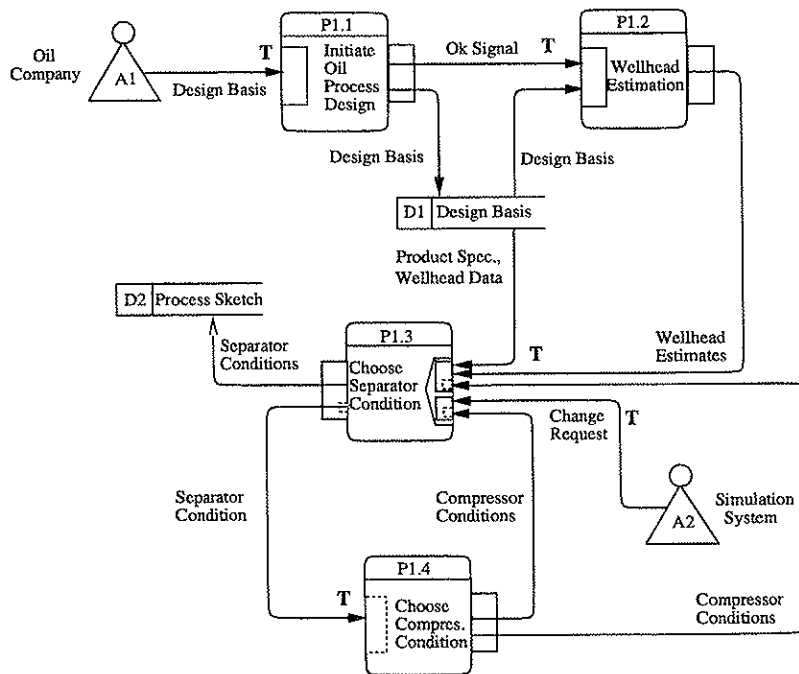 P1.1
P1.2
Oil
Company
A1
T
Design Basis
Initiate
Oil
Process
Design
Ok Signal
T
Wellhead
Estimation
Design Basis
Design Basis
D1 Design Basis
Product Spec.,
Wellhead Data
D2 Process Sketch
Separator
Conditions
P1.3
Choose
Separator
Condition
T
Wellhead
Estimates
Change
Request
T
Separator
Condition
Compressor
Conditions
A2
Simulation
System
P1.4
T
Choose
Compres.
Condition
Compressor
Conditions